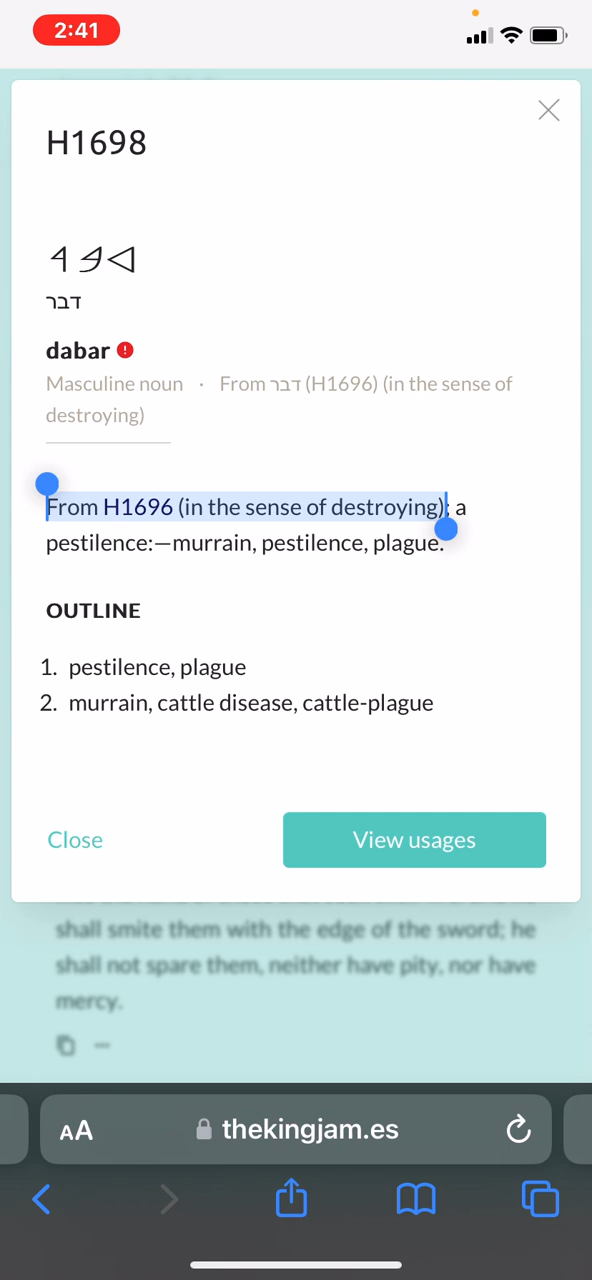 2:41
H1698
𐤃𐤁𐤓
דבר
dabar
Masculine noun · From דבר (H1696) (in the sense of
destroying)
From H1696 (in the sense of destroying); a
pestilence:—murrain, pestilence, plague.
OUTLINE
1. pestilence, plague
2. murrain, cattle disease, cattle-plague
Close
View usages
shall smite them with the edge of the sword; he
shall not spare them, neither have pity, nor have
mercy.
AA
thekingjam.es